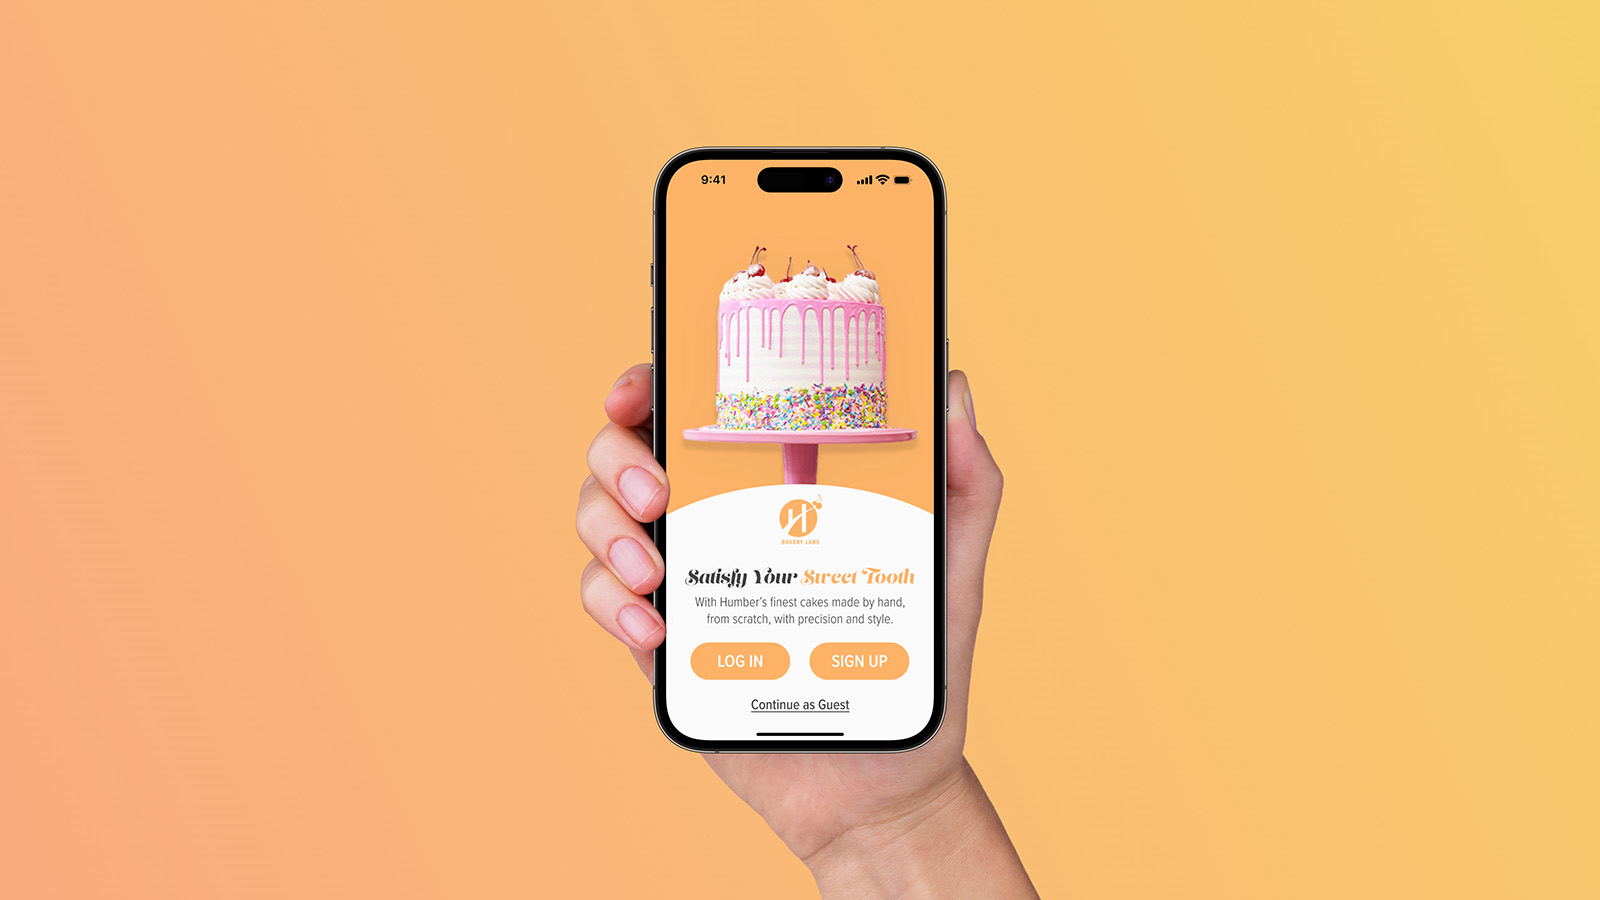 9:41
H
BAKERY LABS
Satisfy Your Sweet Tooth
With Humber's finest cakes made by hand,
from scratch, with precision and style.
LOG IN
SIGN UP
Continue as Guest